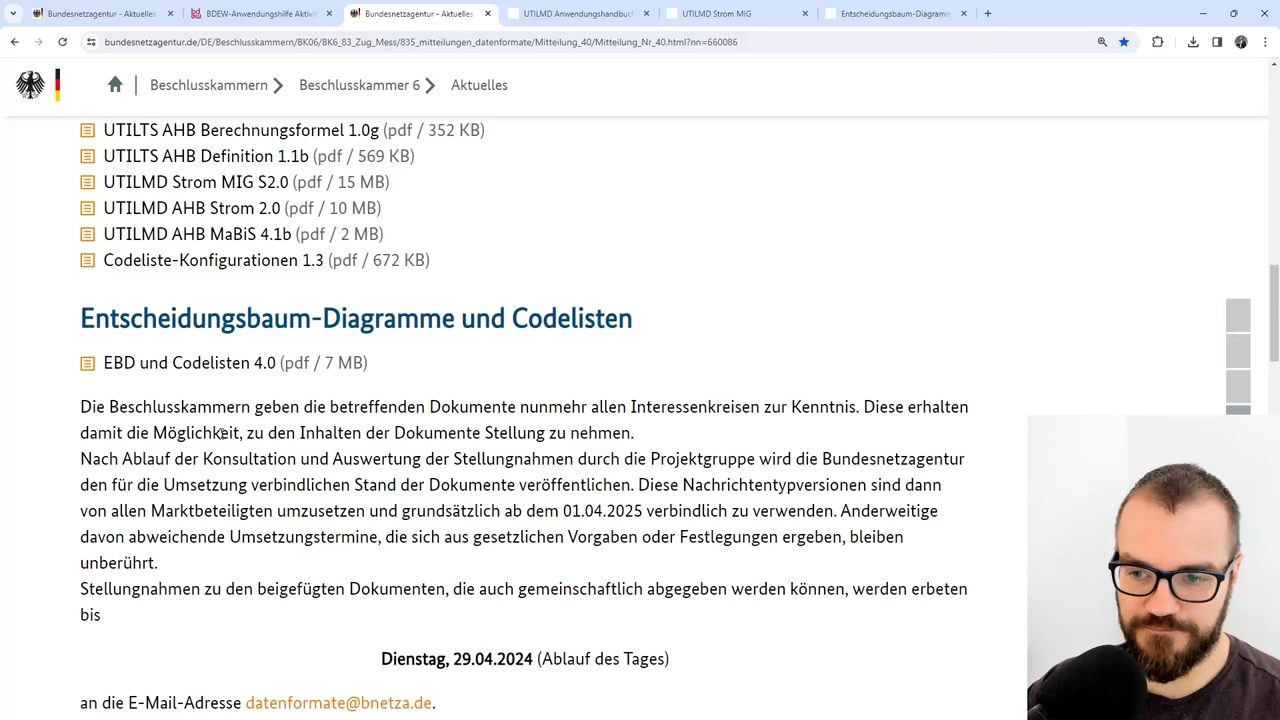 Bundesnetzagentur - Aktuelles
BDEW-Anwendungshilfe Aktivi
Bundesnetzagentur - Aktuelles
UTILMD Anwendungshandbuch
UTILMD Strom MIG
Entscheidungsbaum-Diagramm
bundesnetzagentur.de/DE/Beschlusskammern/BK06/BK6_83_Zug_Mess/835_mitteilungen_datenformate/Mitteilung_40/Mitteilung_Nr_40.html?nn=660086
Beschlusskammern
Beschlusskammer 6
Aktuelles
UTILTS AHB Berechnungsformel 1.0g (pdf / 352 KB)
UTILTS AHB Definition 1.1b (pdf / 569 KB)
UTILMD Strom MIG S2.0 (pdf / 15 MB)
UTILMD AHB Strom 2.0 (pdf / 10 MB)
UTILMD AHB MaBiS 4.1b (pdf / 2 MB)
Codeliste-Konfigurationen 1.3 (pdf / 672 KB)
Entscheidungsbaum-Diagramme und Codelisten
EBD und Codelisten 4.0 (pdf / 7 MB)
Die Beschlusskammern geben die betreffenden Dokumente nunmehr allen Interessenkreisen zur Kenntnis. Diese erhalten
damit die Möglichkeit, zu den Inhalten der Dokumente Stellung zu nehmen.
Nach Ablauf der Konsultation und Auswertung der Stellungnahmen durch die Projektgruppe wird die Bundesnetzagentur
den für die Umsetzung verbindlichen Stand der Dokumente veröffentlichen. Diese Nachrichtentypversionen sind dann
von allen Marktbeteiligten umzusetzen und grundsätzlich ab dem 01.04.2025 verbindlich zu verwenden. Anderweitige
davon abweichende Umsetzungstermine, die sich aus gesetzlichen Vorgaben oder Festlegungen ergeben, bleiben
unberührt.
Stellungnahmen zu den beigefügten Dokumenten, die auch gemeinschaftlich abgegeben werden können, werden erbeten
bis
Dienstag, 29.04.2024 (Ablauf des Tages)
an die E-Mail-Adresse datenformate@bnetza.de.